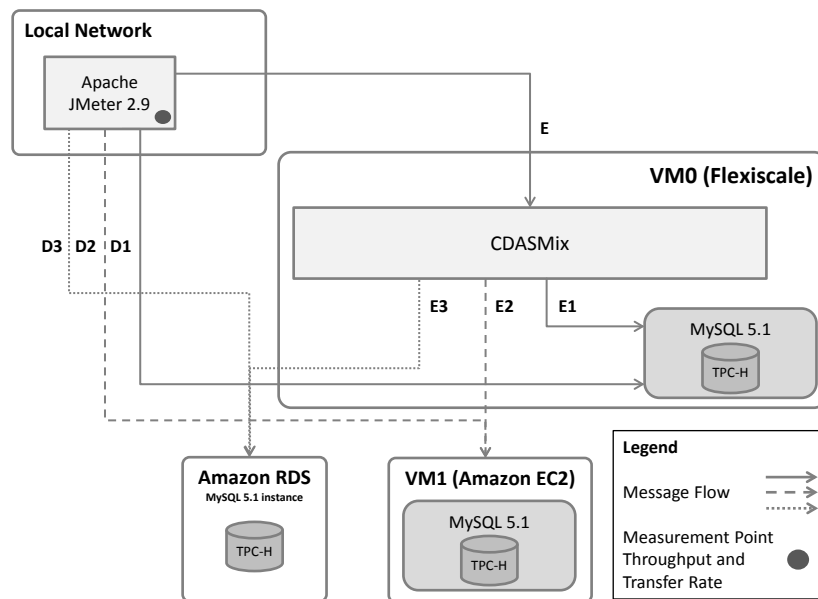 Local Network
Apache
JMeter 2.9
E
VM0 (Flexiscale)
CDASMix
D3 D2 D1
E3 E2 E1
MySQL 5.1
TPC-H
Amazon RDS
MySQL 5.1 instance
TPC-H
VM1 (Amazon EC2)
MySQL 5.1
TPC-H
Legend
Message Flow
Measurement Point
Throughput and
Transfer Rate